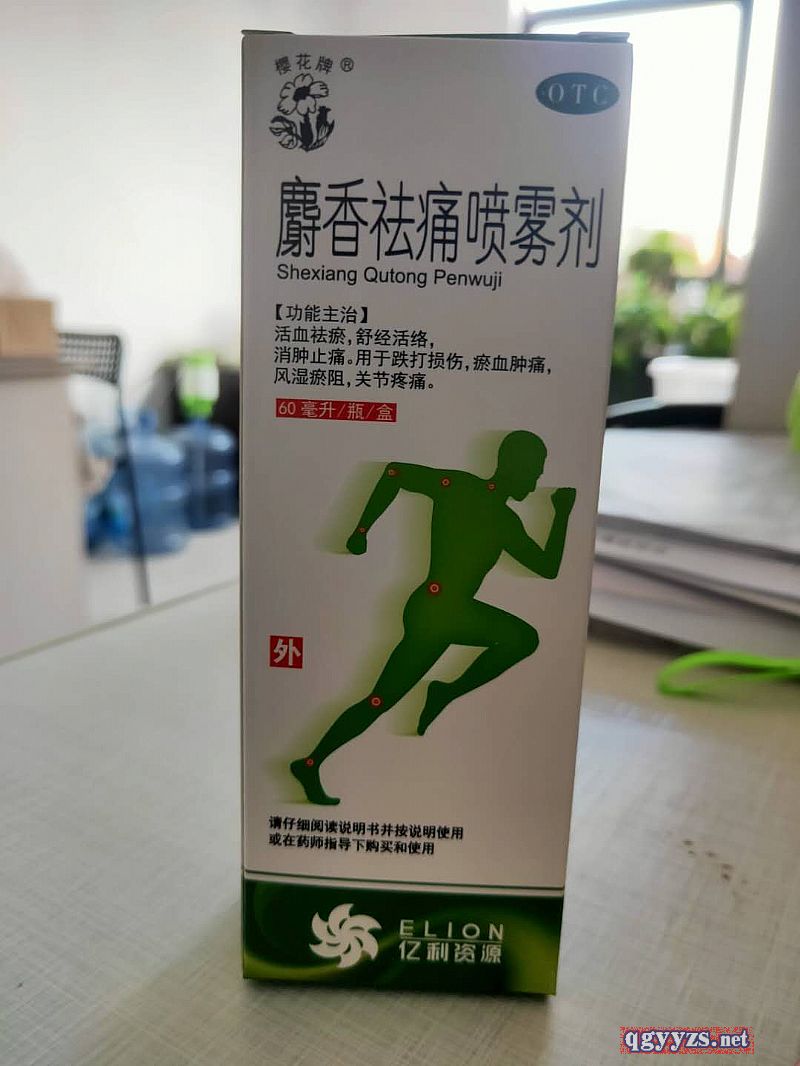 樱花牌®
OTC
麝香祛痛喷雾剂
Shexiang Qutong Penwuji
【功能主治】
活血祛瘀,舒经活络,
消肿止痛。用于跌打损伤,瘀血肿痛,
风湿瘀阻,关节疼痛。
60毫升/瓶/盒
外
请仔细阅读说明书并按说明使用
或在药师指导下购买和使用
ELION
亿利资源
qgyyzs.net